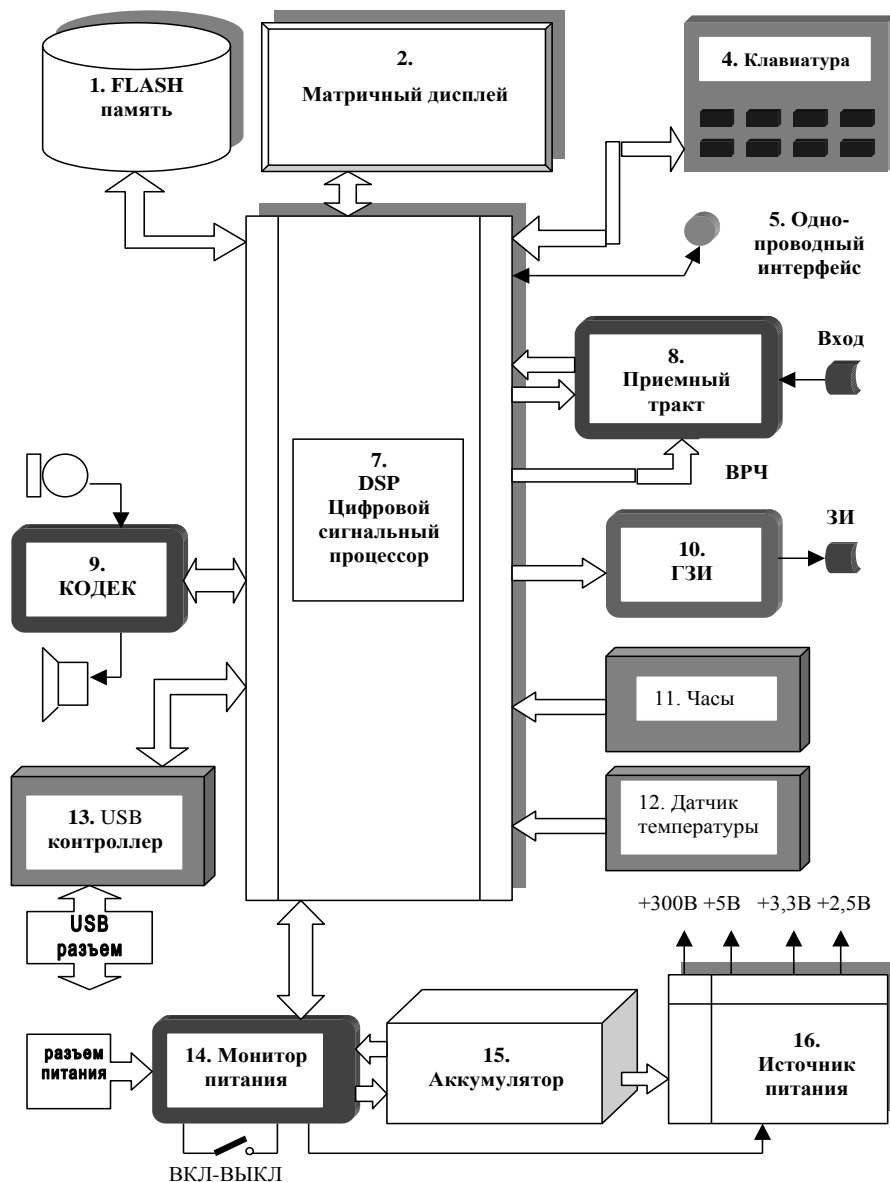 1. FLASH
память
2.
Матричный дисплей
4. Клавиатура
5. Одно-
проводный
интерфейс
8.
Приемный
тракт
Вход
7.
DSP
Цифровой
сигнальный
процессор
ВРЧ
9.
КОДЕК
10.
ГЗИ
ЗИ
11. Часы
12. Датчик
температуры
13. USB
контроллер
USB
разъем
+300В +5В +3,3В +2,5В
разъем
питания
14. Монитор
питания
15.
Аккумулятор
16.
Источник
питания
ВКЛ-ВЫКЛ